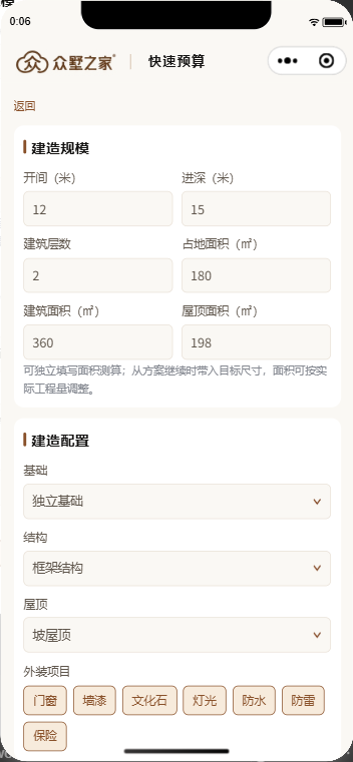 0:06
众墅之家
快速预算
返回
建造规模
开间（米） 进深（米）
12 15
建筑层数 占地面积（㎡）
2 180
建筑面积（㎡） 屋顶面积（㎡）
360 198
可独立填写面积测算；从方案继续时带入目标尺寸，面积可按实
际工程量调整。
建造配置
基础
独立基础
结构
框架结构
屋顶
坡屋顶
外装项目
门窗 墙漆 文化石 灯光 防水 防雷
保险